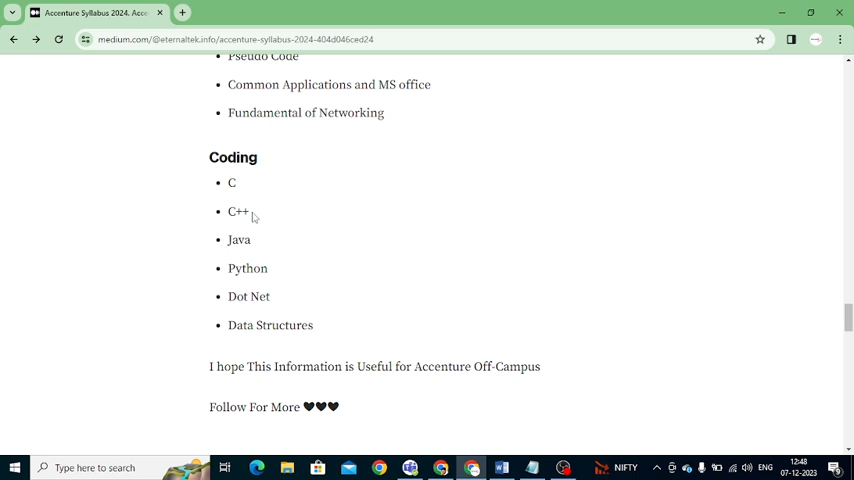 Accenture Syllabus 2024. Acce
medium.com/@eternaltek.info/accenture-syllabus-2024-404d046ced24
Pseudo Code
Common Applications and MS office
Fundamental of Networking
Coding
C
C++
Java
Python
Dot Net
Data Structures
I hope This Information is Useful for Accenture Off-Campus
Follow For More ♥♥♥
Type here to search
NIFTY
ENG
12:48
07-12-2023